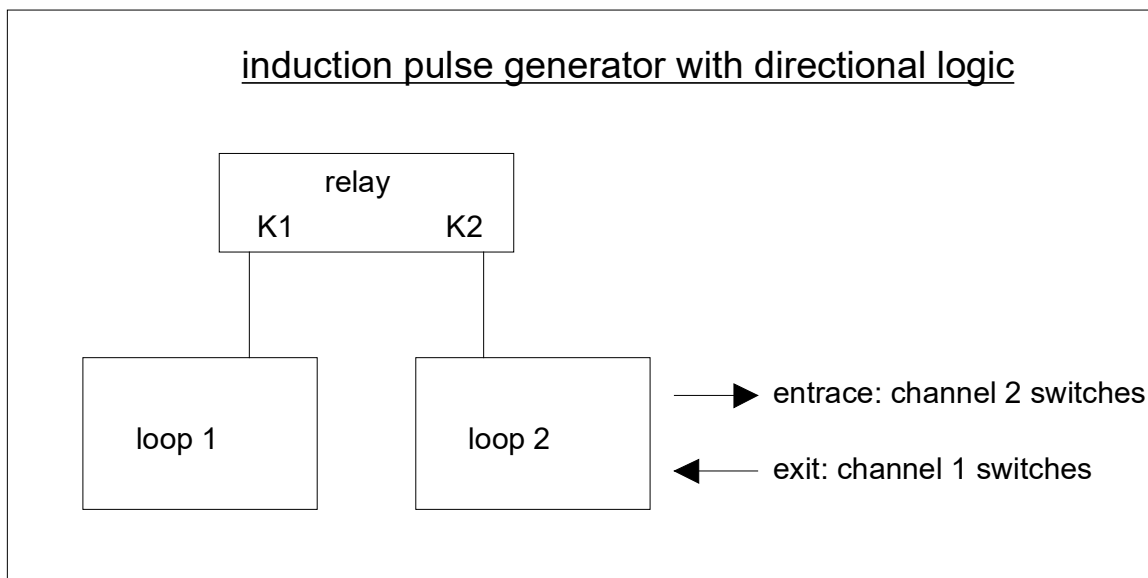 induction pulse generator with directional logic
relay
K1 K2
loop 1
loop 2
entrace: channel 2 switches
exit: channel 1 switches